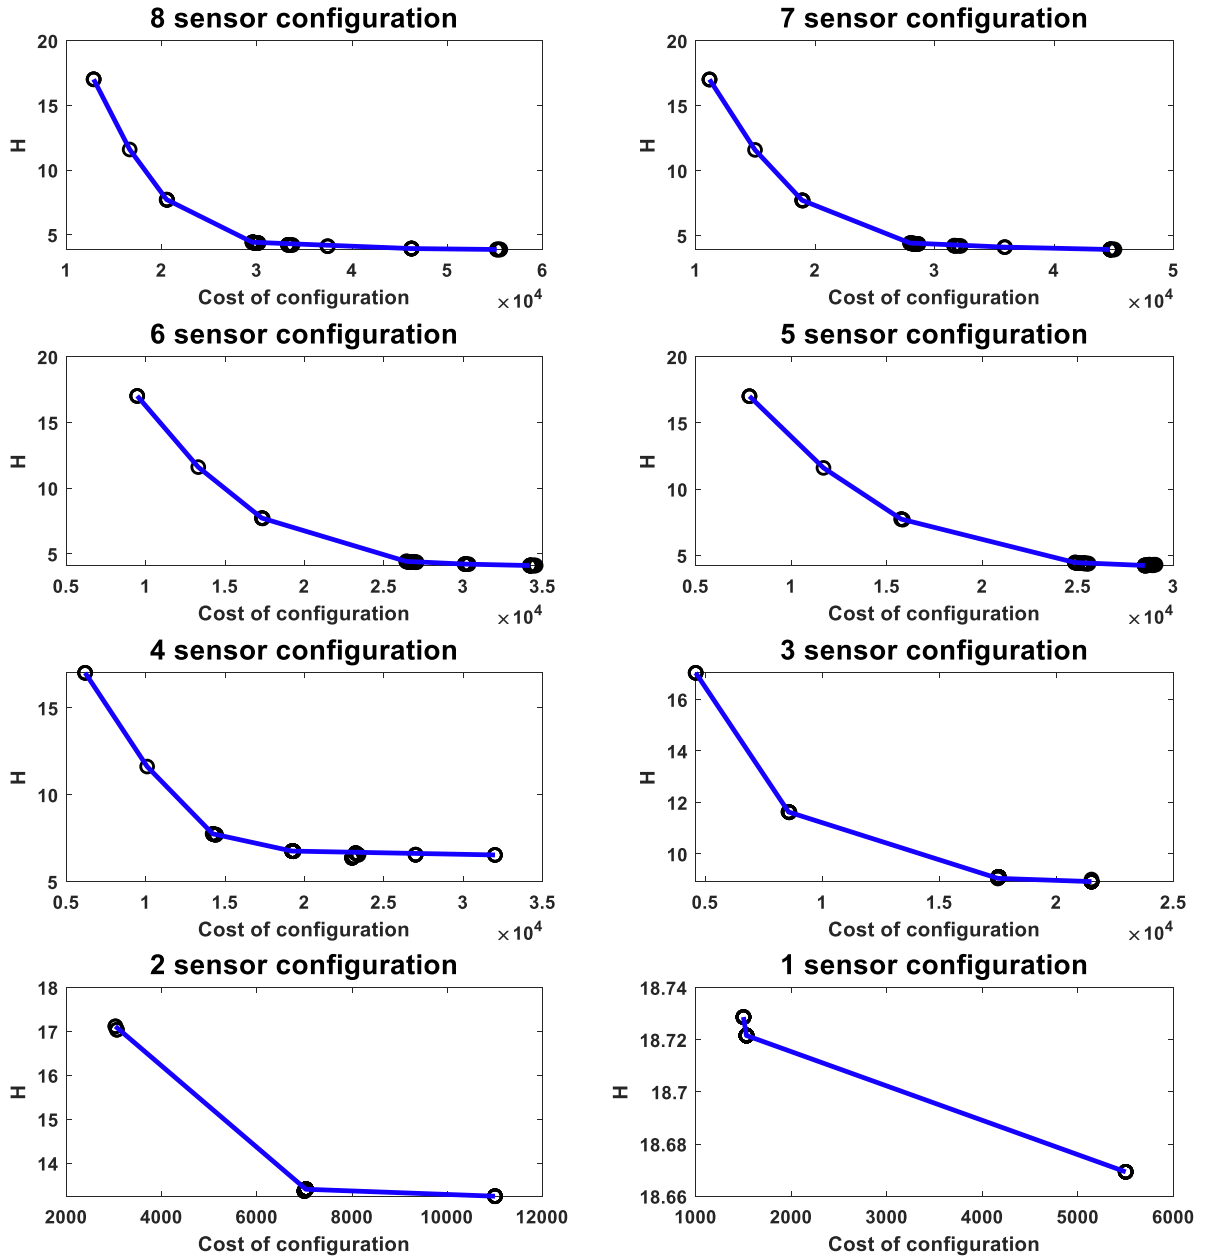 8 sensor configuration
20
15
10
5
H
1 2 3 4 5 6
Cost of configuration
×10^4
7 sensor configuration
20
15
10
5
H
1 2 3 4 5
Cost of configuration
×10^4
6 sensor configuration
20
15
10
5
H
0.5 1 1.5 2 2.5 3 3.5
Cost of configuration
×10^4
5 sensor configuration
20
15
10
5
H
0.5 1 1.5 2 2.5 3
Cost of configuration
×10^4
4 sensor configuration
15
10
5
H
0.5 1 1.5 2 2.5 3 3.5
Cost of configuration
×10^4
3 sensor configuration
16
14
12
10
H
0.5 1 1.5 2 2.5
Cost of configuration
×10^4
2 sensor configuration
18
17
16
15
14
H
2000 4000 6000 8000 10000 12000
Cost of configuration
1 sensor configuration
18.74
18.72
18.7
18.68
18.66
H
1000 2000 3000 4000 5000 6000
Cost of configuration